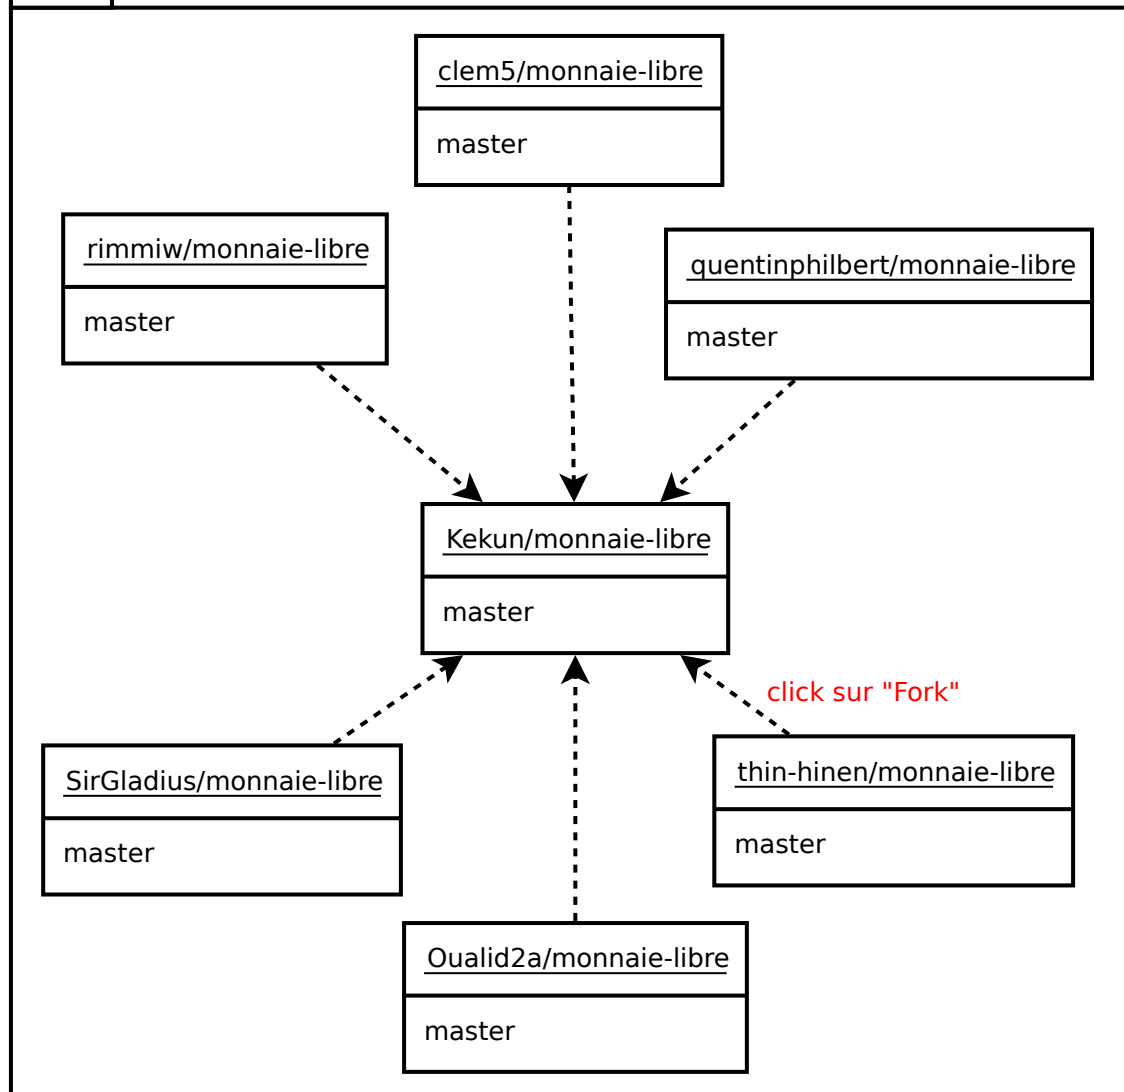 clem5/monnaie-libre
master
rimmiw/monnaie-libre
master
quentinphilbert/monnaie-libre
master
Kekun/monnaie-libre
master
click sur "Fork"
SirGladius/monnaie-libre
master
thin-hinen/monnaie-libre
master
Oualid2a/monnaie-libre
master